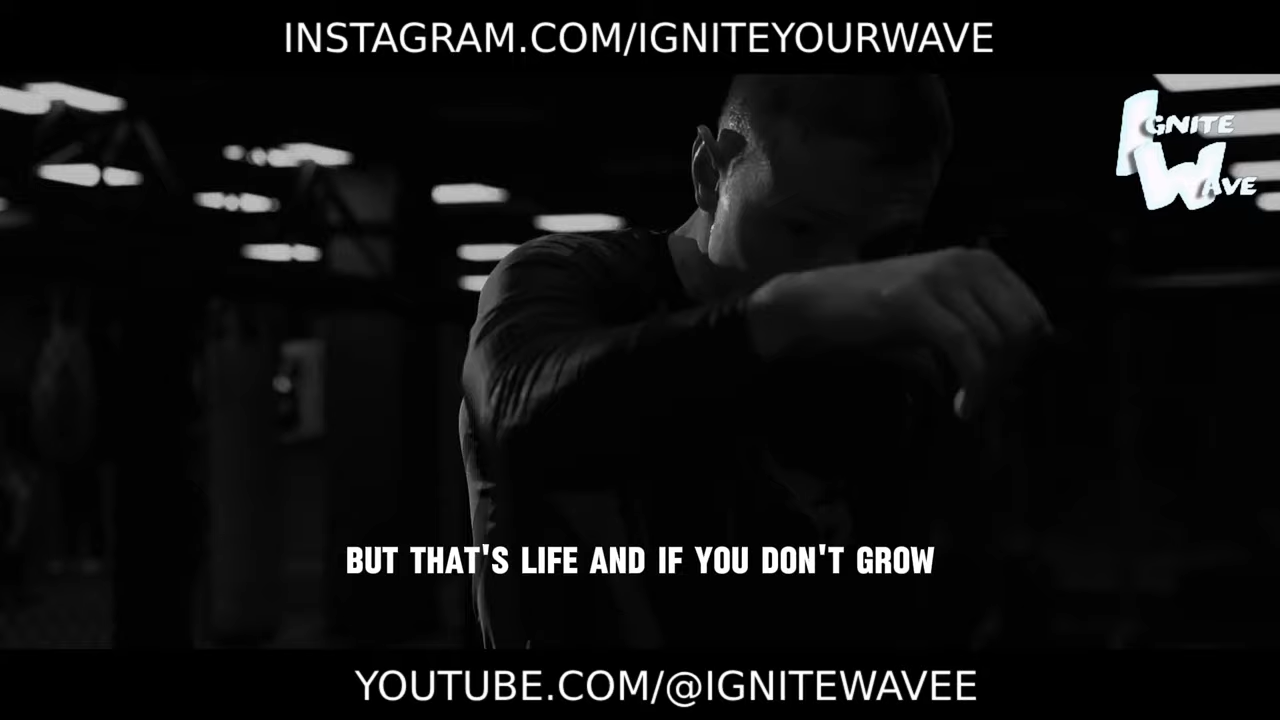 INSTAGRAM.COM/IGNITEYOURWAVE
IGNITE
WAVE
BUT THAT'S LIFE AND IF YOU DON'T GROW
YOUTUBE.COM/@IGNITEWAVEE